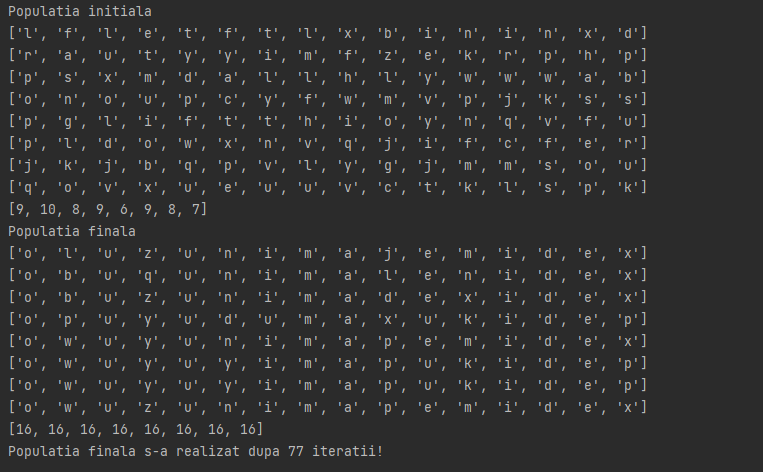 Populatia initiala
['l', 'f', 'l', 'e', 't', 'f', 't', 'l', 'x', 'b', 'i', 'n', 'i', 'n', 'x', 'd']
['r', 'a', 'u', 't', 'y', 'y', 'i', 'm', 'f', 'z', 'e', 'k', 'r', 'p', 'h', 'p']
['p', 's', 'x', 'm', 'd', 'a', 'l', 'l', 'h', 'l', 'y', 'w', 'w', 'w', 'a', 'b']
['o', 'n', 'o', 'u', 'p', 'c', 'y', 'f', 'w', 'm', 'v', 'p', 'j', 'k', 's', 's']
['p', 'g', 'l', 'i', 'f', 't', 't', 'h', 'i', 'o', 'y', 'n', 'q', 'v', 'f', 'u']
['p', 'l', 'd', 'o', 'w', 'x', 'n', 'v', 'q', 'j', 'i', 'f', 'c', 'f', 'e', 'r']
['j', 'k', 'j', 'b', 'q', 'p', 'v', 'l', 'y', 'g', 'j', 'm', 'm', 's', 'o', 'u']
['q', 'o', 'v', 'x', 'u', 'e', 'u', 'u', 'v', 'c', 't', 'k', 'l', 's', 'p', 'k']
[9, 10, 8, 9, 6, 9, 8, 7]
Populatia finala
['o', 'l', 'u', 'z', 'u', 'n', 'i', 'm', 'a', 'j', 'e', 'm', 'i', 'd', 'e', 'x']
['o', 'b', 'u', 'q', 'u', 'n', 'i', 'm', 'a', 'l', 'e', 'n', 'i', 'd', 'e', 'x']
['o', 'b', 'u', 'z', 'u', 'n', 'i', 'm', 'a', 'd', 'e', 'x', 'i', 'd', 'e', 'x']
['o', 'p', 'u', 'y', 'u', 'd', 'u', 'm', 'a', 'x', 'u', 'k', 'i', 'd', 'e', 'p']
['o', 'w', 'u', 'y', 'u', 'n', 'i', 'm', 'a', 'p', 'e', 'm', 'i', 'd', 'e', 'x']
['o', 'w', 'u', 'y', 'u', 'y', 'i', 'm', 'a', 'p', 'u', 'k', 'i', 'd', 'e', 'p']
['o', 'w', 'u', 'y', 'u', 'y', 'i', 'm', 'a', 'p', 'u', 'k', 'i', 'd', 'e', 'p']
['o', 'w', 'u', 'z', 'u', 'n', 'i', 'm', 'a', 'p', 'e', 'm', 'i', 'd', 'e', 'x']
[16, 16, 16, 16, 16, 16, 16, 16]
Populatia finala s-a realizat dupa 77 iteratii!